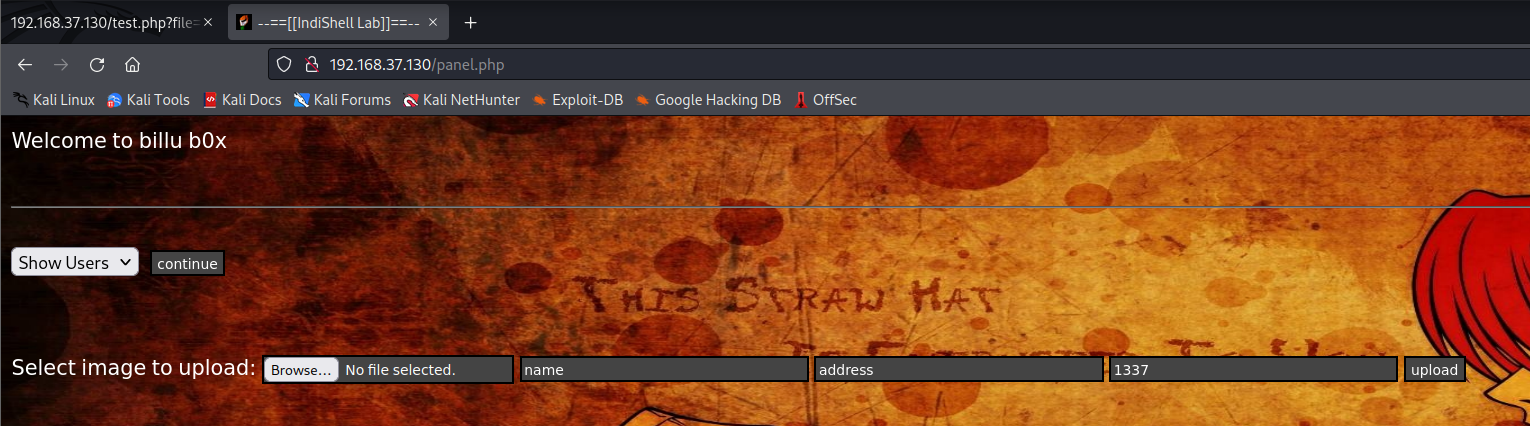 192.168.37.130/test.php?file=
--==[[IndiShell Lab]]==--
192.168.37.130/panel.php
Kali Linux Kali Tools Kali Docs Kali Forums Kali NetHunter Exploit-DB Google Hacking DB OffSec
Welcome to billu b0x
Show Users continue
THIS STRAW HAT
Select image to upload: Browse... No file selected. name address 1337 upload